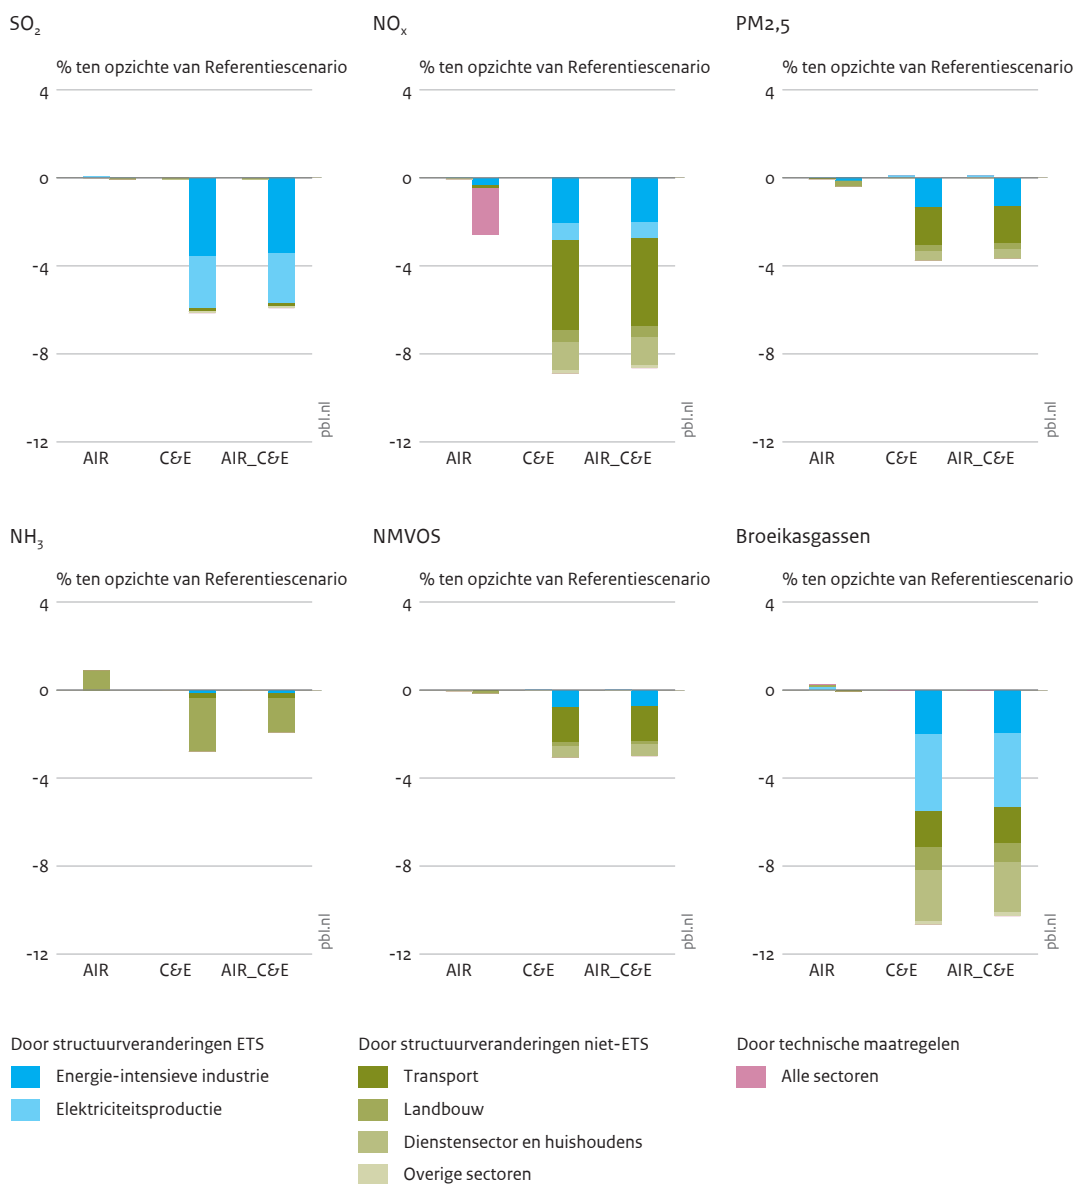 SO₂
% ten opzichte van Referentiescenario
4
0
-4
-8
-12
AIR C&E AIR_C&E
pbl.nl
NOₓ
% ten opzichte van Referentiescenario
4
0
-4
-8
-12
AIR C&E AIR_C&E
pbl.nl
PM2,5
% ten opzichte van Referentiescenario
4
0
-4
-8
-12
AIR C&E AIR_C&E
pbl.nl
NH₃
% ten opzichte van Referentiescenario
4
0
-4
-8
-12
AIR C&E AIR_C&E
pbl.nl
NMVOS
% ten opzichte van Referentiescenario
4
0
-4
-8
-12
AIR C&E AIR_C&E
Broeikasgassen
% ten opzichte van Referentiescenario
4
0
-4
-8
-12
AIR C&E AIR_C&E
pbl.nl
Door structuurveranderingen ETS
Energie-intensieve industrie
Elektriciteitsproductie
Door structuurveranderingen niet-ETS
Transport
Landbouw
Dienstensector en huishoudens
Overige sectoren
Door technische maatregelen
Alle sectoren